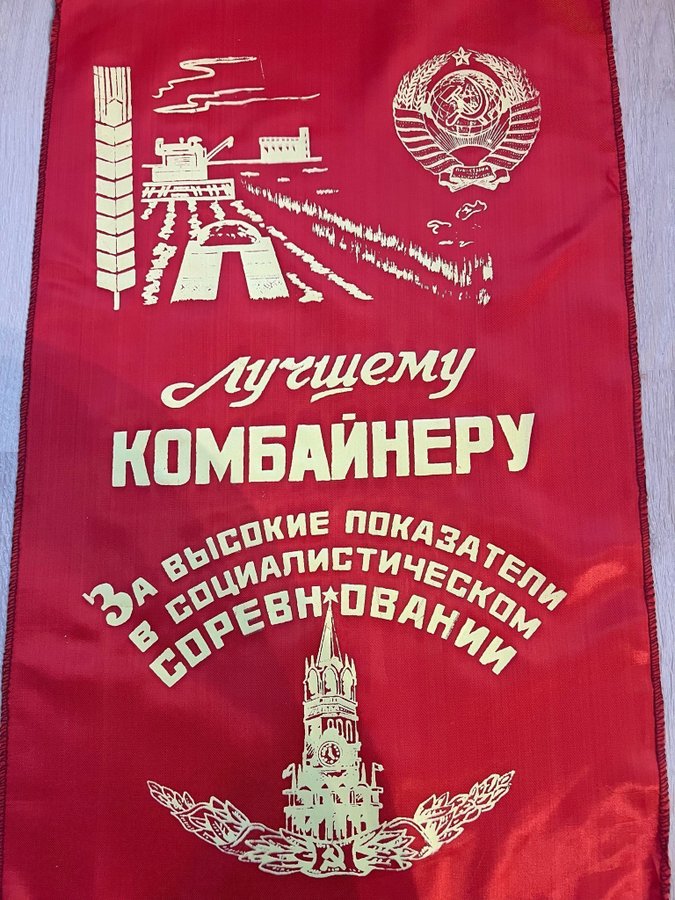 Лучшему
КОМБАЙНЕРУ
За высокие показатели
в социалистическом
соревновании